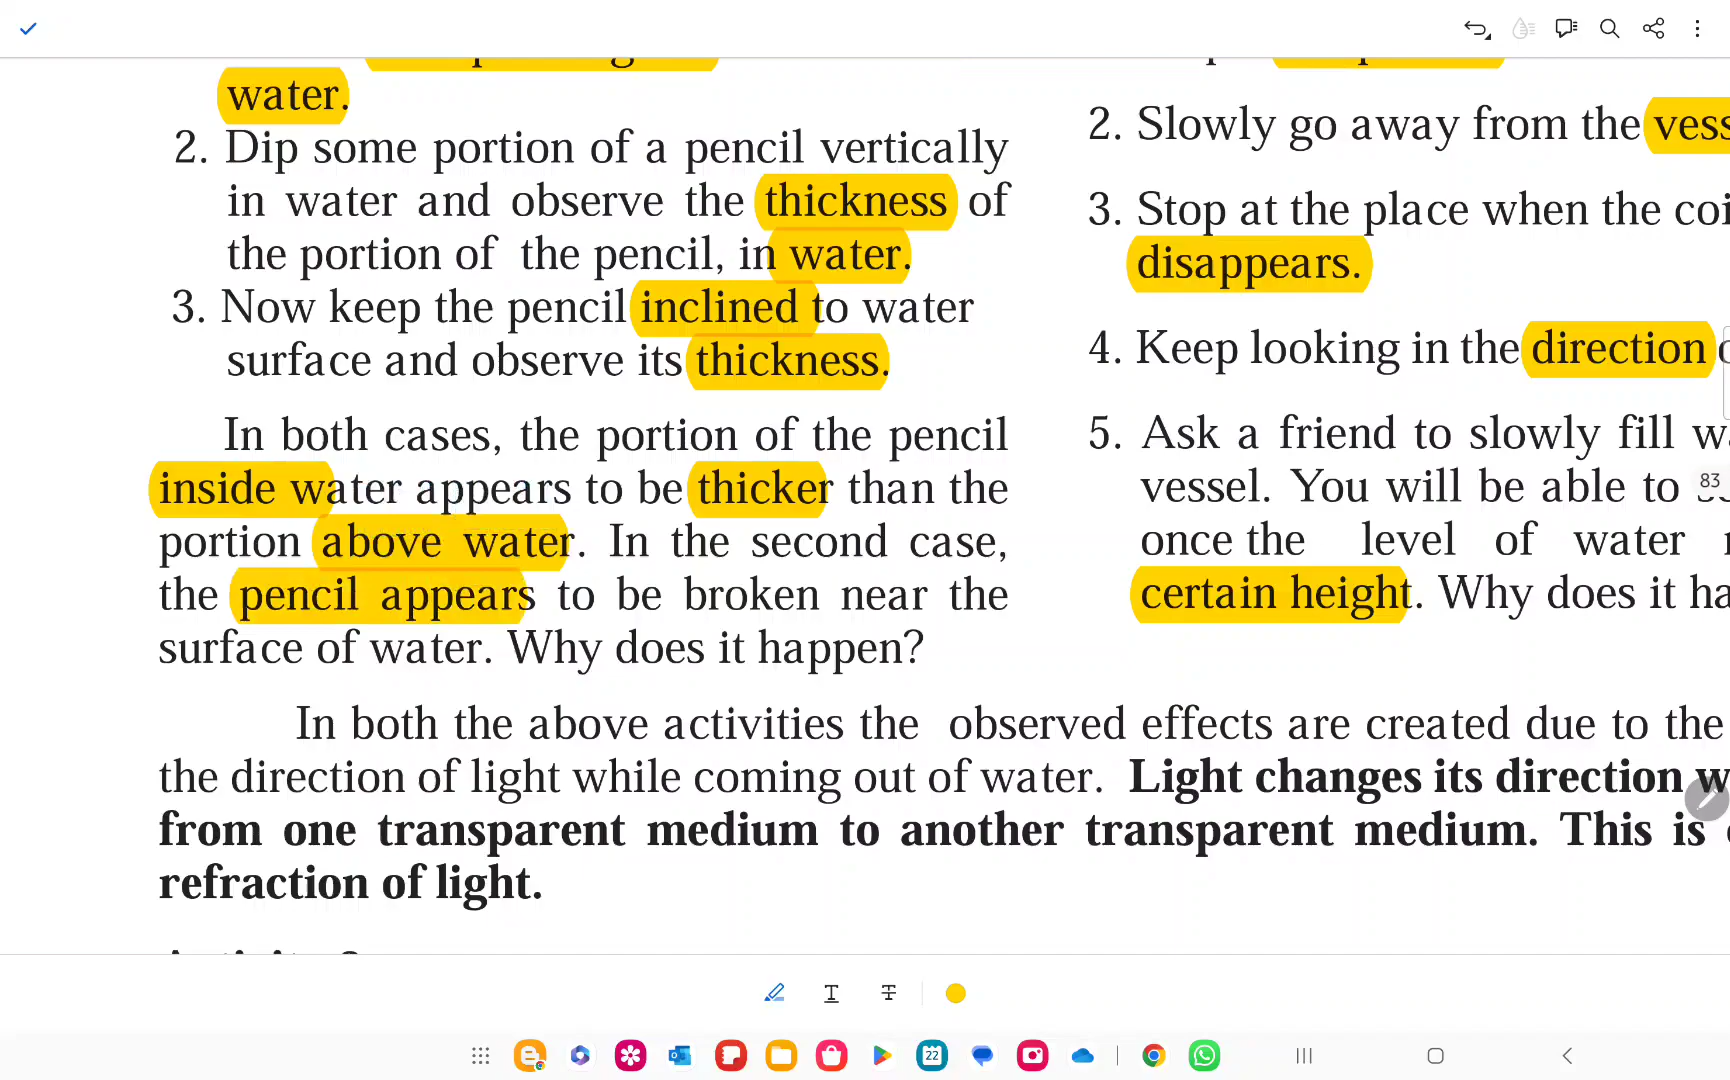 water.
2. Dip some portion of a pencil vertically
in water and observe the thickness of
the portion of the pencil, in water.
3. Now keep the pencil inclined to water
surface and observe its thickness.
In both cases, the portion of the pencil
inside water appears to be thicker than the
portion above water. In the second case,
the pencil appears to be broken near the
surface of water. Why does it happen?
2. Slowly go away from the
3. Stop at the place when the
disappears.
4. Keep looking in the direction
5. Ask a friend to slowly fill
vessel. You will be able to
83
once the level of water
certain height. Why does it
In both the above activities the observed effects are created due to the
the direction of light while coming out of water. Light changes its direction
from one transparent medium to another transparent medium. This is
refraction of light.
22